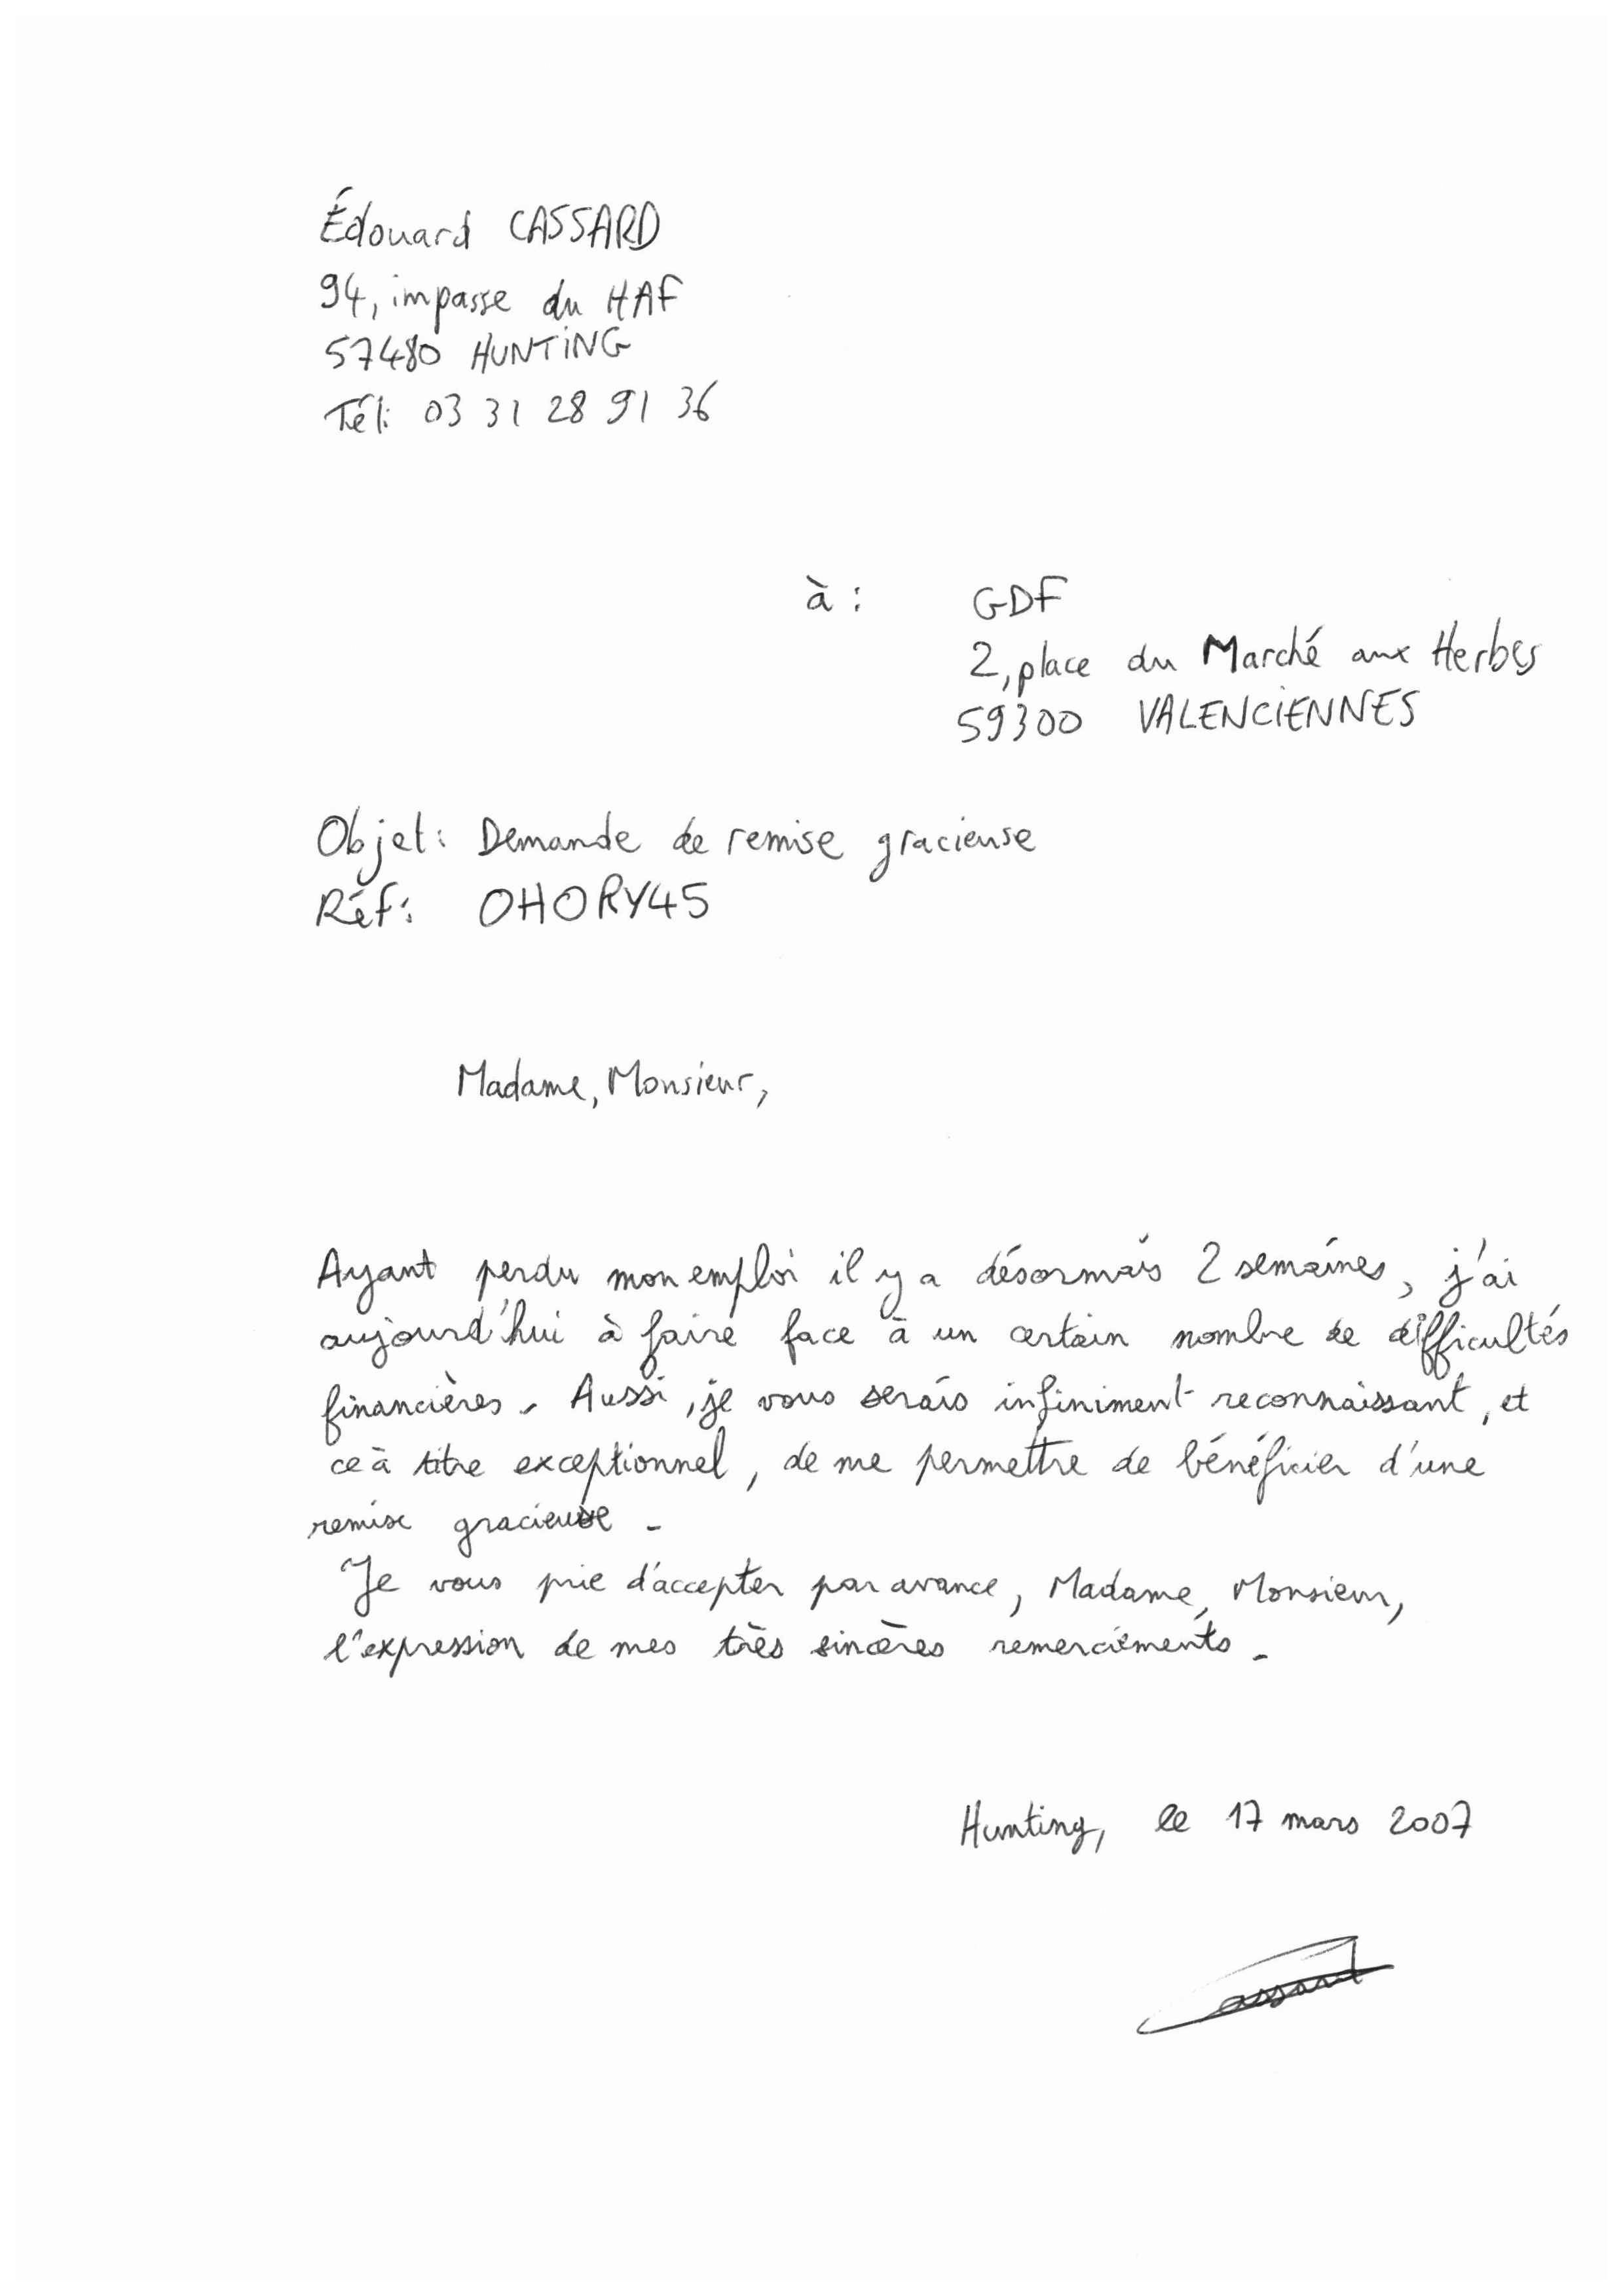 Édouard CASSARD
94, impasse du HAF
57480 HUNTING
Tél: 03 31 28 91 36
à : GDF
2, place du Marché aux Herbes
59300 VALENCIENNES
Objet: Demande de remise gracieuse
Réf: OHORY45
Madame, Monsieur,
Ayant perdu mon emploi il y a désormais 2 semaines, j'ai
aujourd'hui à faire face à un certain nombre de difficultés
financières. Aussi, je vous serais infiniment reconnaissant, et
ce à titre exceptionnel, de me permettre de bénéficier d'une
remise gracieuse.
Je vous prie d'accepter par avance, Madame, Monsieur,
l'expression de mes très sincères remerciements.
Hunting, le 17 mars 2007
Cassard